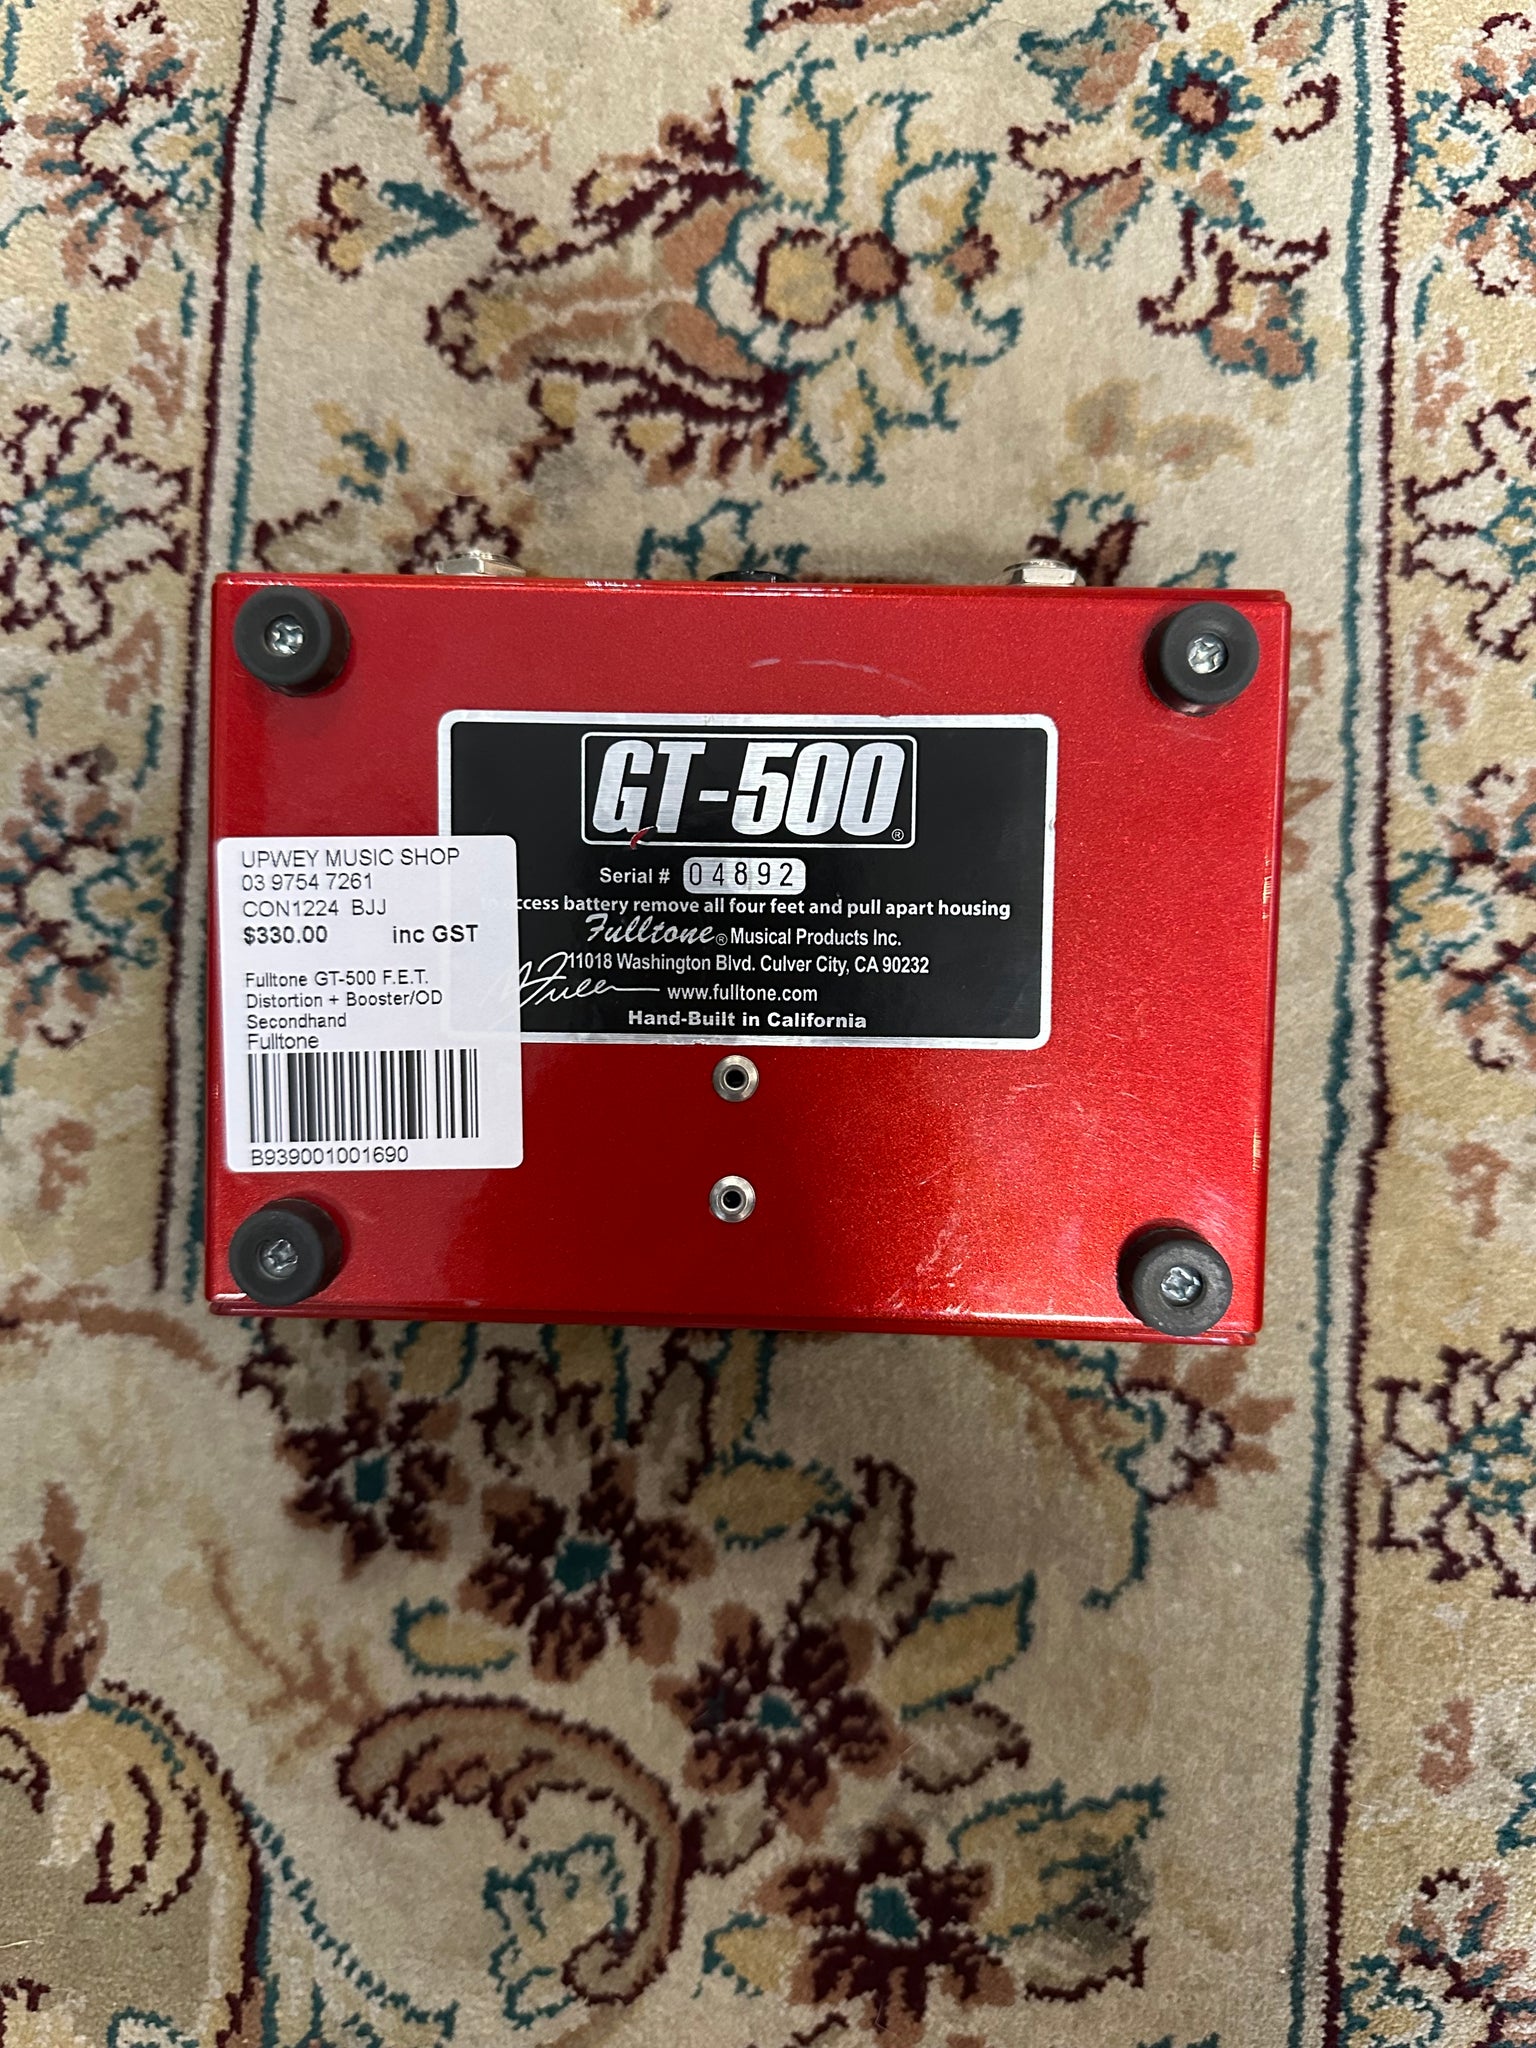 GT-500®
Serial # 04892
access battery remove all four feet and pull apart housing
Fulltone® Musical Products Inc.
11018 Washington Blvd. Culver City, CA 90232
www.fulltone.com
Hand-Built in California
UPWEY MUSIC SHOP
03 9754 7261
CON1224 BJJ
$330.00 inc GST
Fulltone GT-500 F.E.T.
Distortion + Booster/OD
Secondhand
Fulltone
B939001001690